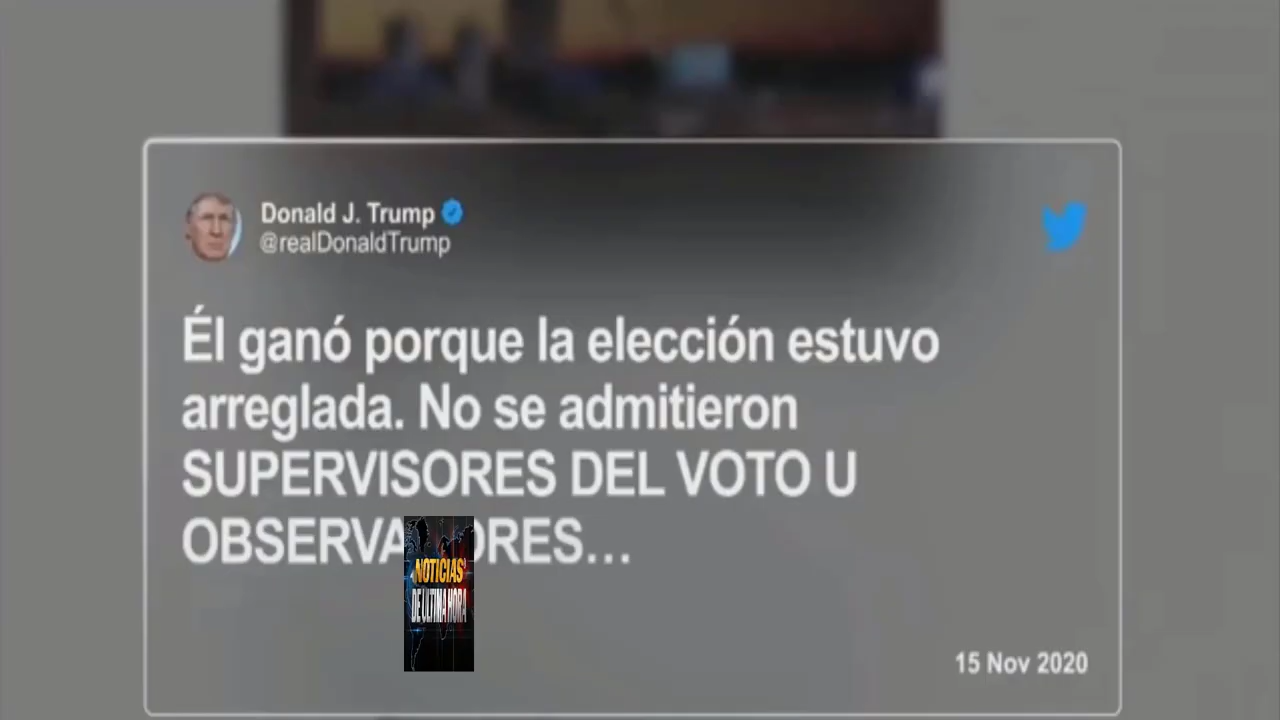 Donald J. Trump
@realDonaldTrump
Él ganó porque la elección estuvo
arreglada. No se admitieron
SUPERVISORES DEL VOTO U
OBSERVA ORES...
NOTICIAS
DE ULTIMA HORA
15 Nov 2020